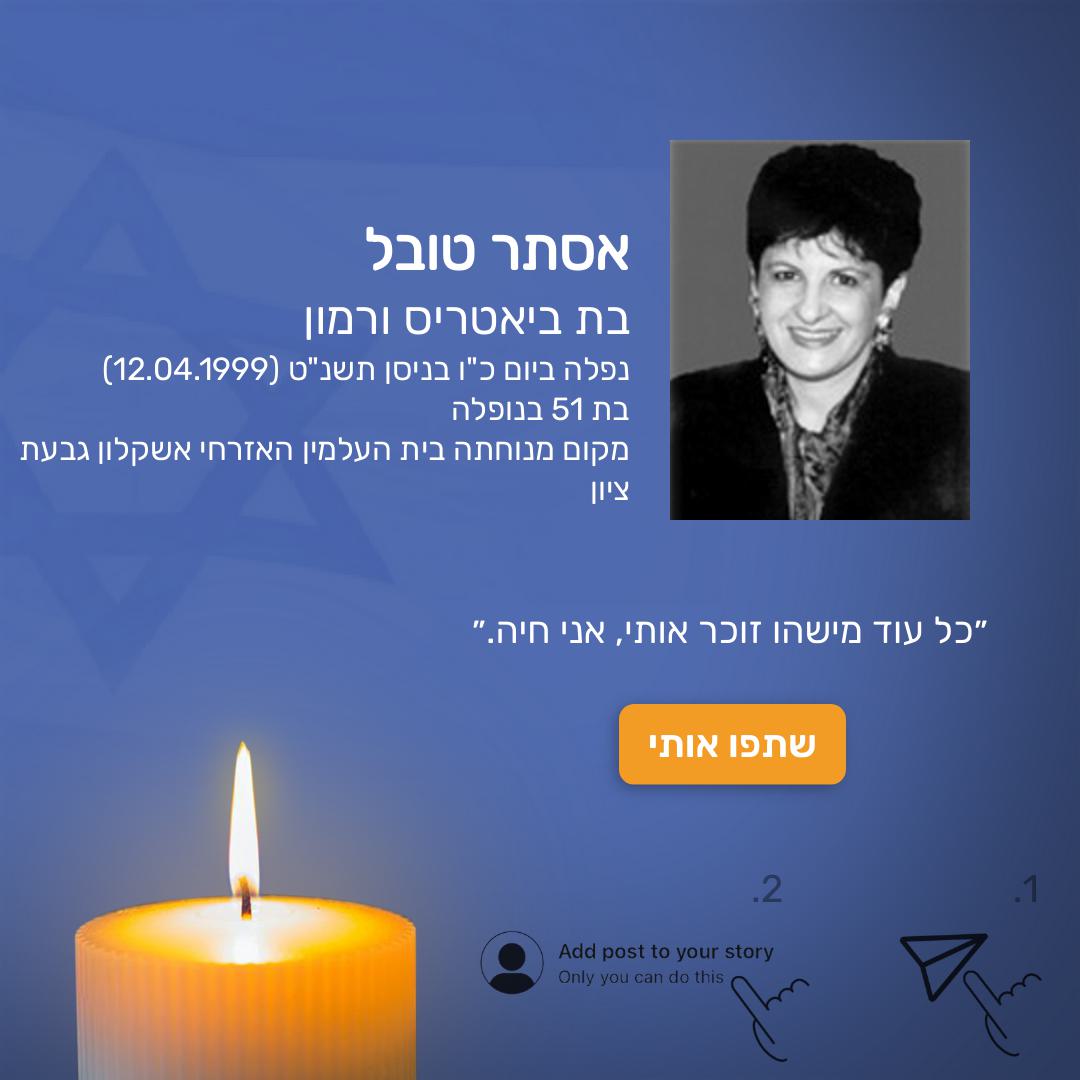 אסתר טובל
בת ביאטריס ורמון
נפלה ביום כ"ו בניסן תשנ"ט (12.04.1999)
בת 51 בנופלה
מקום מנוחתה בית העלמין האזרחי אשקלון גבעת
ציון
״כל עוד מישהו זוכר אותי, אני חיה.״
שתפו אותי
1.
2.
Add post to your story
Only you can do this